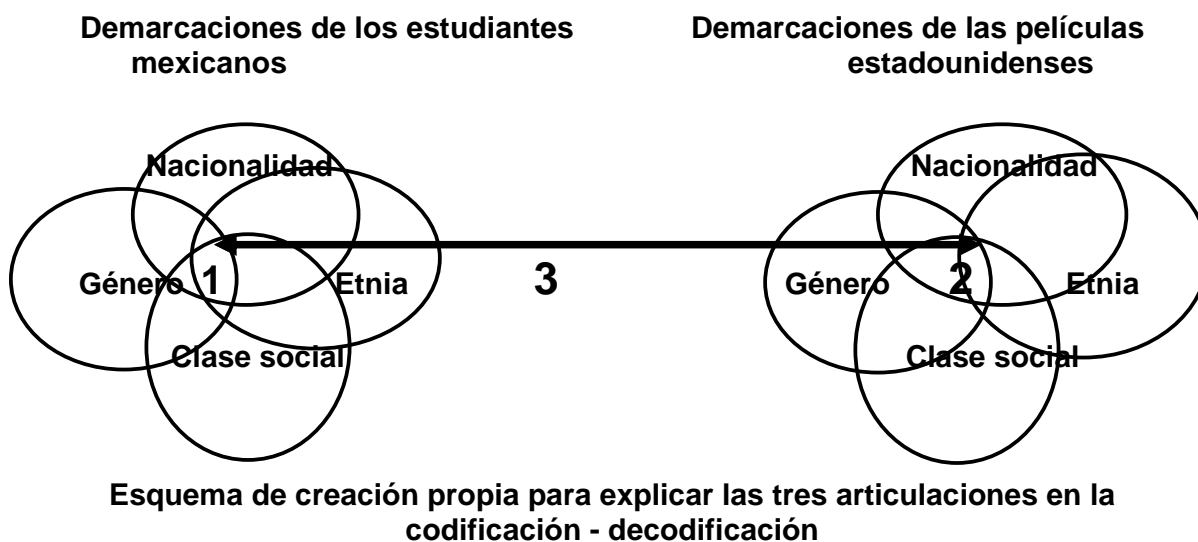 Demarcaciones de los estudiantes
mexicanos
Demarcaciones de las películas
estadounidenses
Nacionalidad
Género 1 Etnia
Clase social
3
Nacionalidad
Género 2 Etnia
Clase social
Esquema de creación propia para explicar las tres articulaciones en la
codificación - decodificación